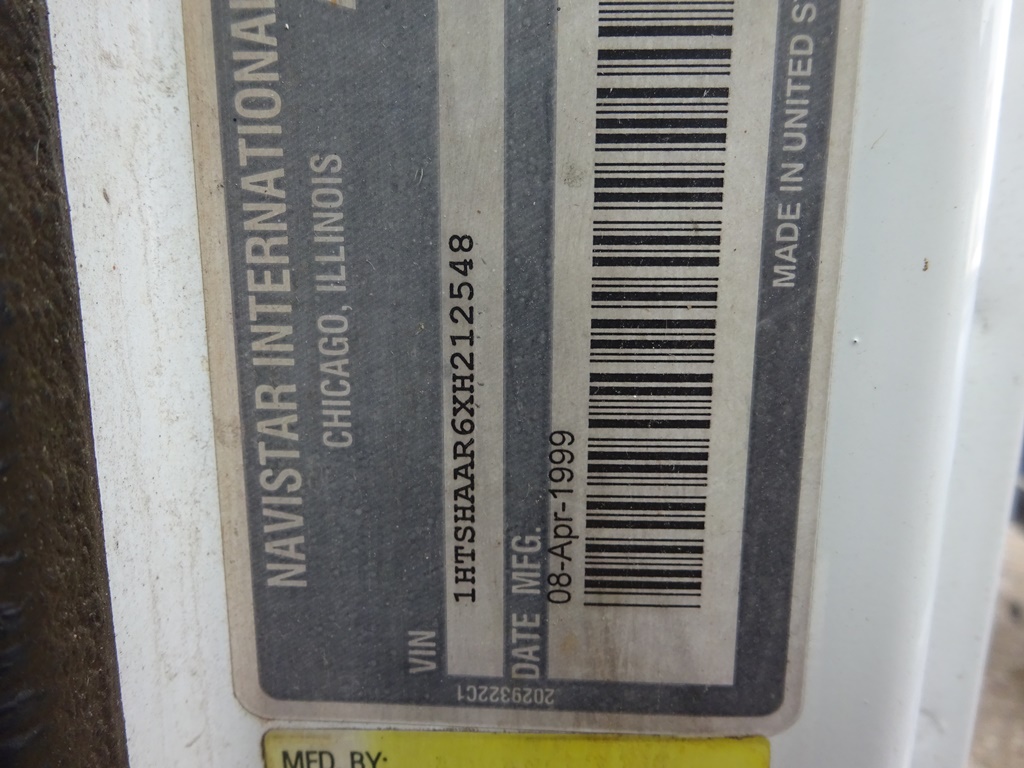 NAVISTAR INTERNATIONAL
CHICAGO, ILLINOIS
VIN
1HTSHAAR6XH212548
DATE MFG.
08-Apr-1999
MADE IN UNITED
2029322C1
MFD BY: